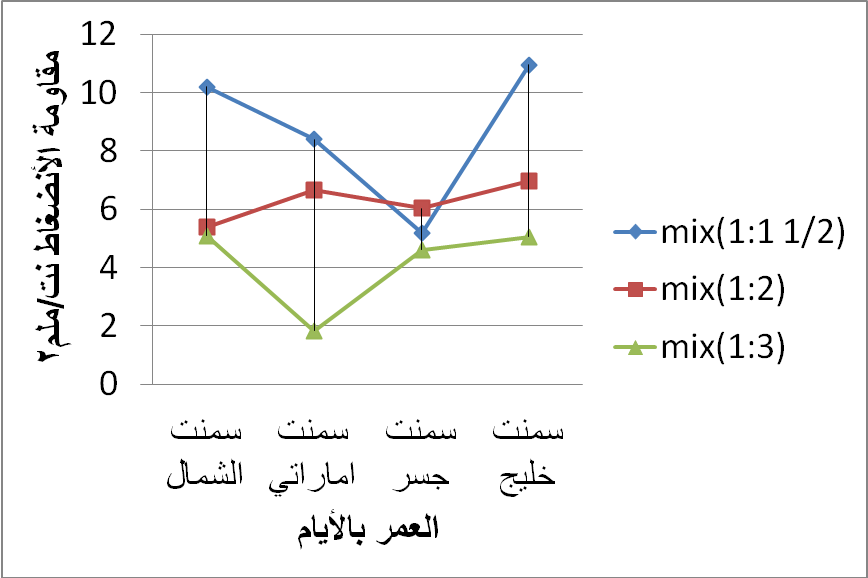 مقاومة الأنضغاط نت/ملم٢
12
10
8
6
4
2
0
سمنت الشمال
سمنت اماراتي
سمنت جسر
سمنت خليج
العمر بالأيام
mix(1:1 1/2)
mix(1:2)
mix(1:3)